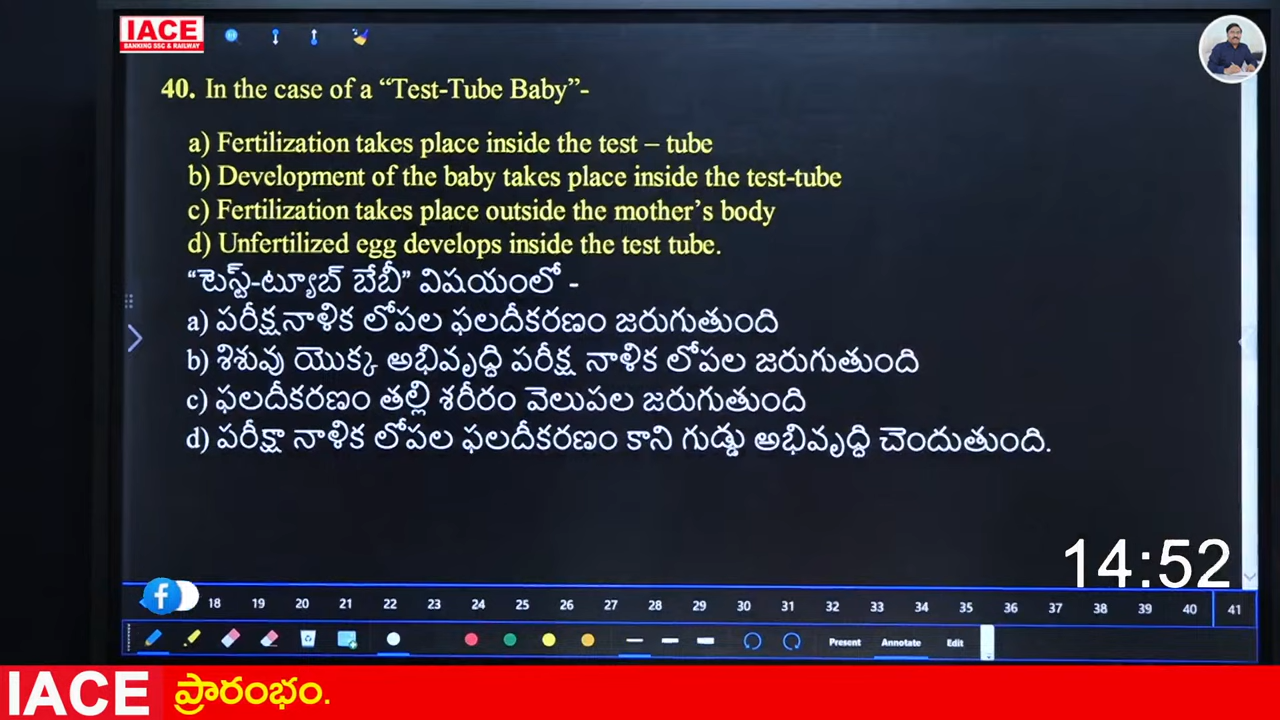 IACE
BANKING SSC & RAILWAY
40. In the case of a “Test-Tube Baby”-
a) Fertilization takes place inside the test – tube
b) Development of the baby takes place inside the test-tube
c) Fertilization takes place outside the mother’s body
d) Unfertilized egg develops inside the test tube.
“టెస్ట్-ట్యూబ్ బేబీ” విషయంలో -
a) పరీక్షనాళిక లోపల ఫలదీకరణం జరుగుతుంది
b) శిశువు యొక్క అభివృద్ధి పరీక్ష నాళిక లోపల జరుగుతుంది
c) ఫలదీకరణం తల్లి శరీరం వెలుపల జరుగుతుంది
d) పరీక్షా నాళిక లోపల ఫలదీకరణం కాని గుడ్డు అభివృద్ధి చెందుతుంది.
14:52
18 19 20 21 22 23 24 25 26 27 28 29 30 31 32 33 34 35 36 37 38 39 40 41
Present Annotate Edit
IACE ప్రారంభం.